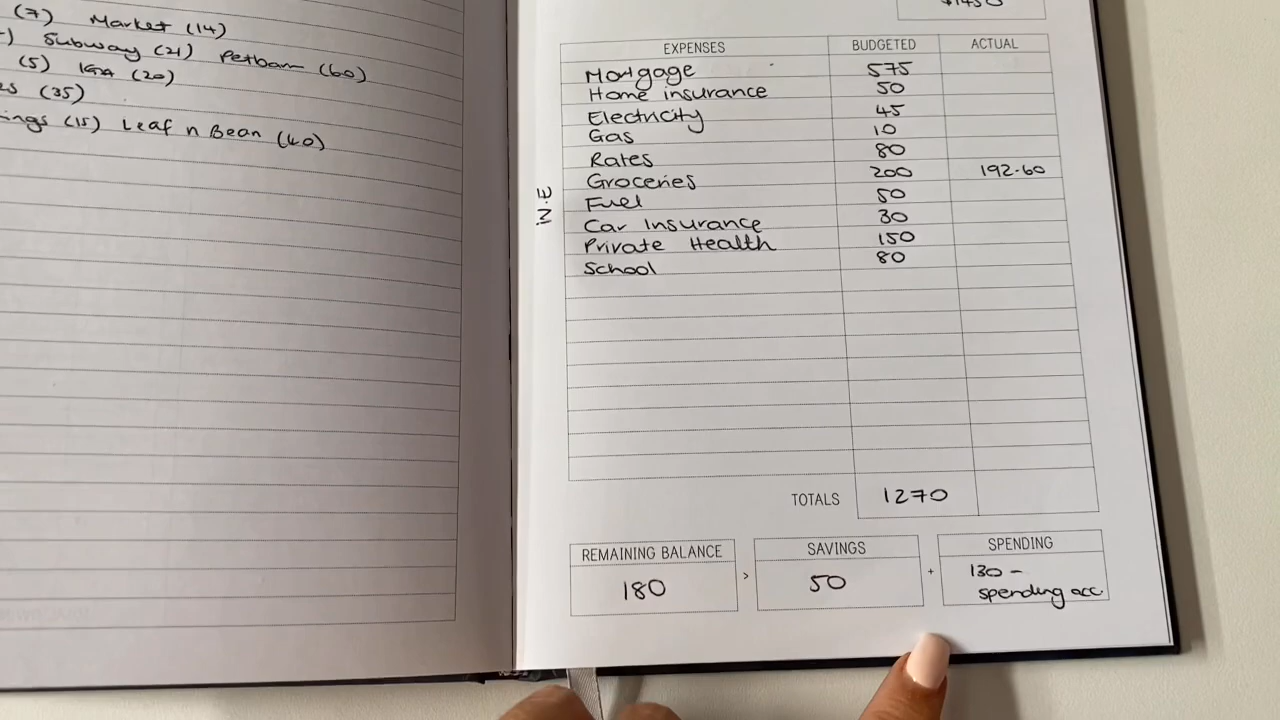 (7) Market (14)
Subway (21) Petbarn (60)
(5) IGA (20)
(35)
(15) Leaf n Bean (40)
$1450
EXPENSES BUDGETED ACTUAL
Mortgage 575
Home insurance 50
Electricity 45
Gas 10
Rates 80
Groceries 200 192.60
Fuel 50
Car Insurance 30
Private Health 150
School 80
TOTALS 1270
REMAINING BALANCE SAVINGS SPENDING
180 > 50 + 130 -
spending acc